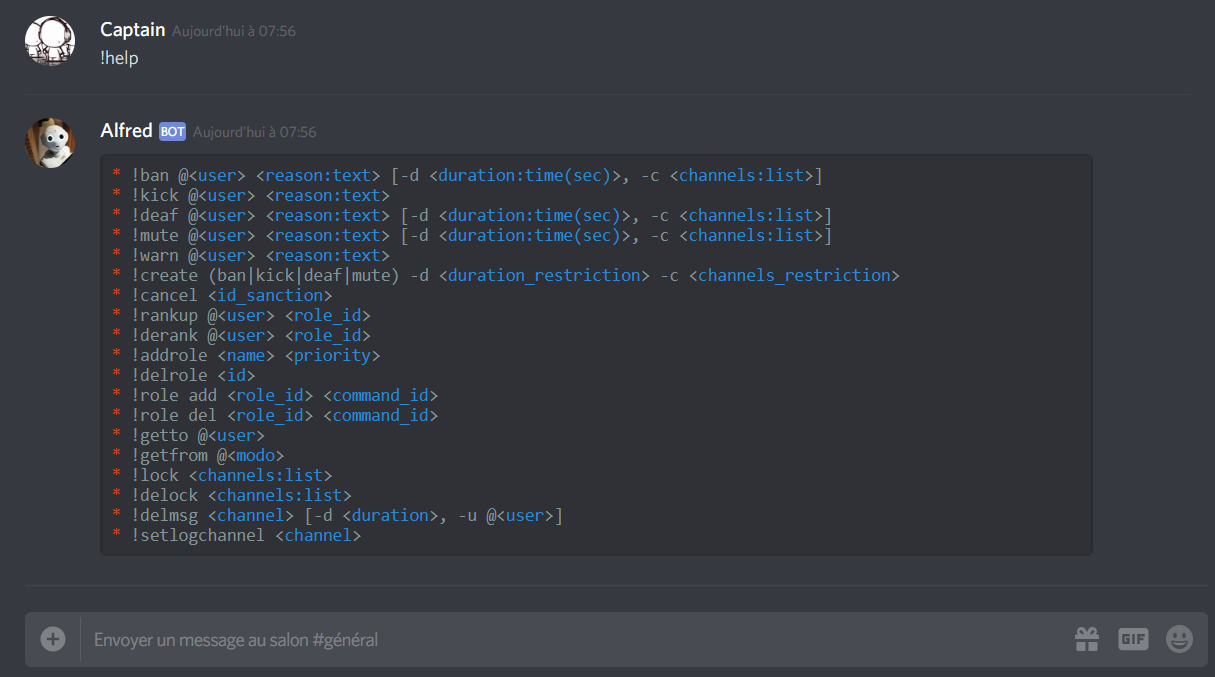 Captain Aujourd'hui à 07:56
!help
Alfred BOT Aujourd'hui à 07:56
* !ban @<user> <reason:text> [-d <duration:time(sec)>, -c <channels:list>]
* !kick @<user> <reason:text>
* !deaf @<user> <reason:text> [-d <duration:time(sec)>, -c <channels:list>]
* !mute @<user> <reason:text> [-d <duration:time(sec)>, -c <channels:list>]
* !warn @<user> <reason:text>
* !create (ban|kick|deaf|mute) -d <duration_restriction> -c <channels_restriction>
* !cancel <id_sanction>
* !rankup @<user> <role_id>
* !derank @<user> <role_id>
* !addrole <name> <priority>
* !delrole <id>
* !role add <role_id> <command_id>
* !role del <role_id> <command_id>
* !getto @<user>
* !getfrom @<modo>
* !lock <channels:list>
* !delock <channels:list>
* !delmsg <channel> [-d <duration>, -u @<user>]
* !setlogchannel <channel>
Envoyer un message au salon #général
GIF